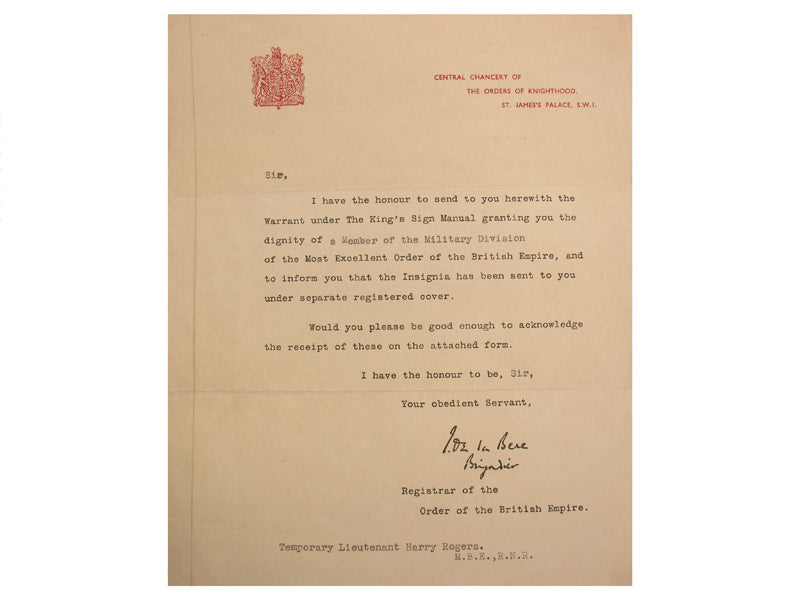 CENTRAL CHANCERY OF
THE ORDERS OF KNIGHTHOOD,
ST. JAMES'S PALACE, S.W.1.
Sir,
I have the honour to send to you herewith the
Warrant under The King's Sign Manual granting you the
dignity of a Member of the Military Division
of the Most Excellent Order of the British Empire, and
to inform you that the Insignia has been sent to you
under separate registered cover.
Would you please be good enough to acknowledge
the receipt of these on the attached form.
I have the honour to be, Sir,
Your obedient Servant,
I. De la Bere
Brigadier
Registrar of the
Order of the British Empire.
Temporary Lieutenant Harry Rogers.
M.B.E.,R.N.R.